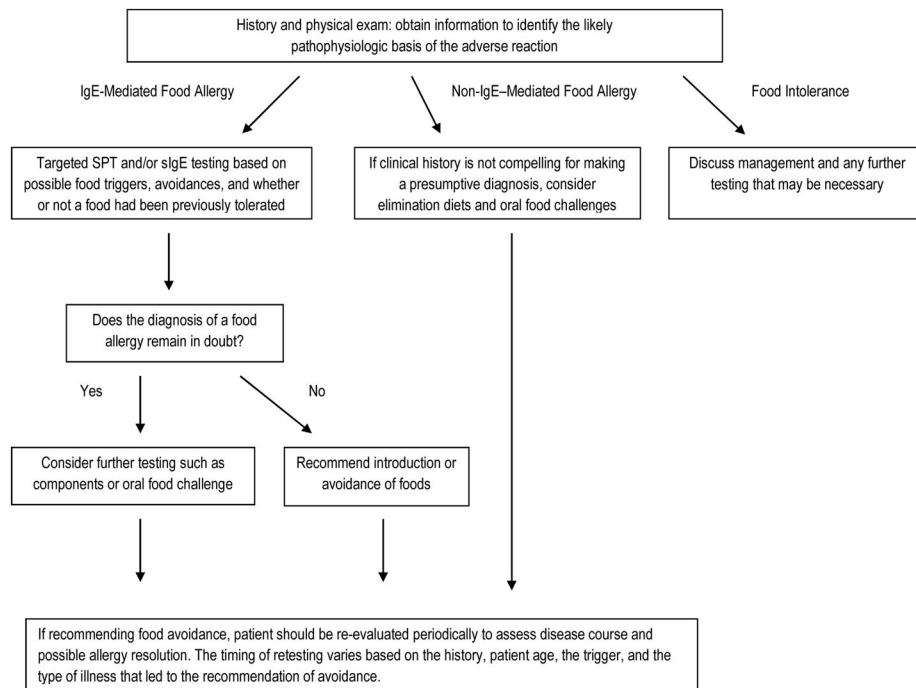 History and physical exam: obtain information to identify the likely
pathophysiologic basis of the adverse reaction
IgE-Mediated Food Allergy
Non-IgE–Mediated Food Allergy
Food Intolerance
Targeted SPT and/or sIgE testing based on
possible food triggers, avoidances, and whether
or not a food had been previously tolerated
If clinical history is not compelling for making
a presumptive diagnosis, consider
elimination diets and oral food challenges
Discuss management and any further
testing that may be necessary
Does the diagnosis of a food
allergy remain in doubt?
Yes
No
Consider further testing such as
components or oral food challenge
Recommend introduction or
avoidance of foods
If recommending food avoidance, patient should be re-evaluated periodically to assess disease course and
possible allergy resolution. The timing of retesting varies based on the history, patient age, the trigger, and the
type of illness that led to the recommendation of avoidance.